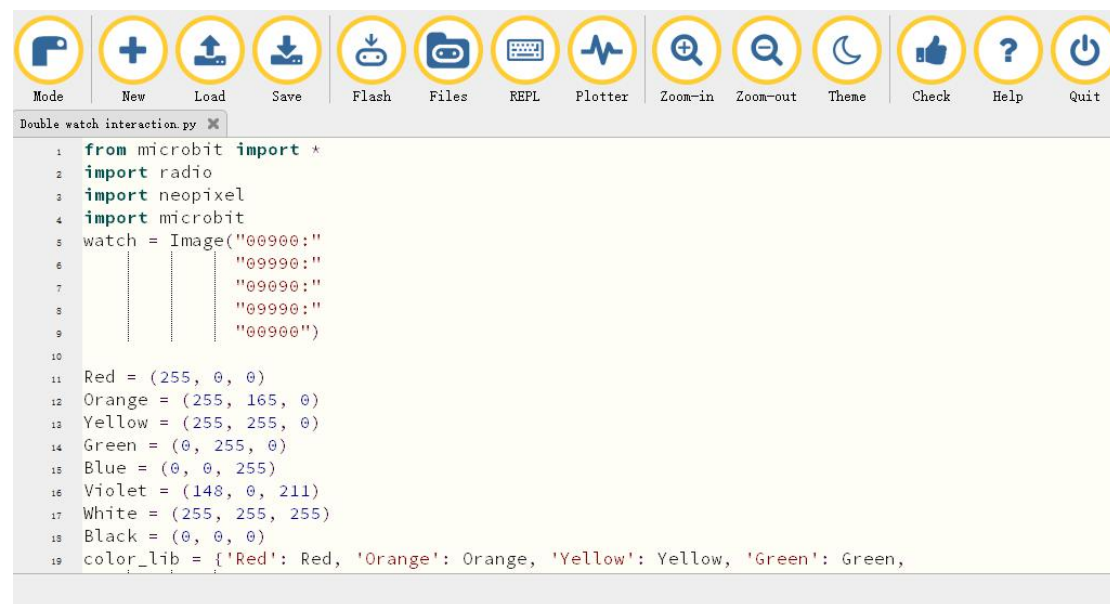 Mode New Load Save Flash Files REPL Plotter Zoom-in Zoom-out Theme Check Help Quit
Double watch interaction.py
1 from microbit import *
2 import radio
3 import neopixel
4 import microbit
5 watch = Image("00900:"
6 "09990:"
7 "09090:"
8 "09990:"
9 "00900")
10
11 Red = (255, 0, 0)
12 Orange = (255, 165, 0)
13 Yellow = (255, 255, 0)
14 Green = (0, 255, 0)
15 Blue = (0, 0, 255)
16 Violet = (148, 0, 211)
17 White = (255, 255, 255)
18 Black = (0, 0, 0)
19 color_lib = {'Red': Red, 'Orange': Orange, 'Yellow': Yellow, 'Green': Green,